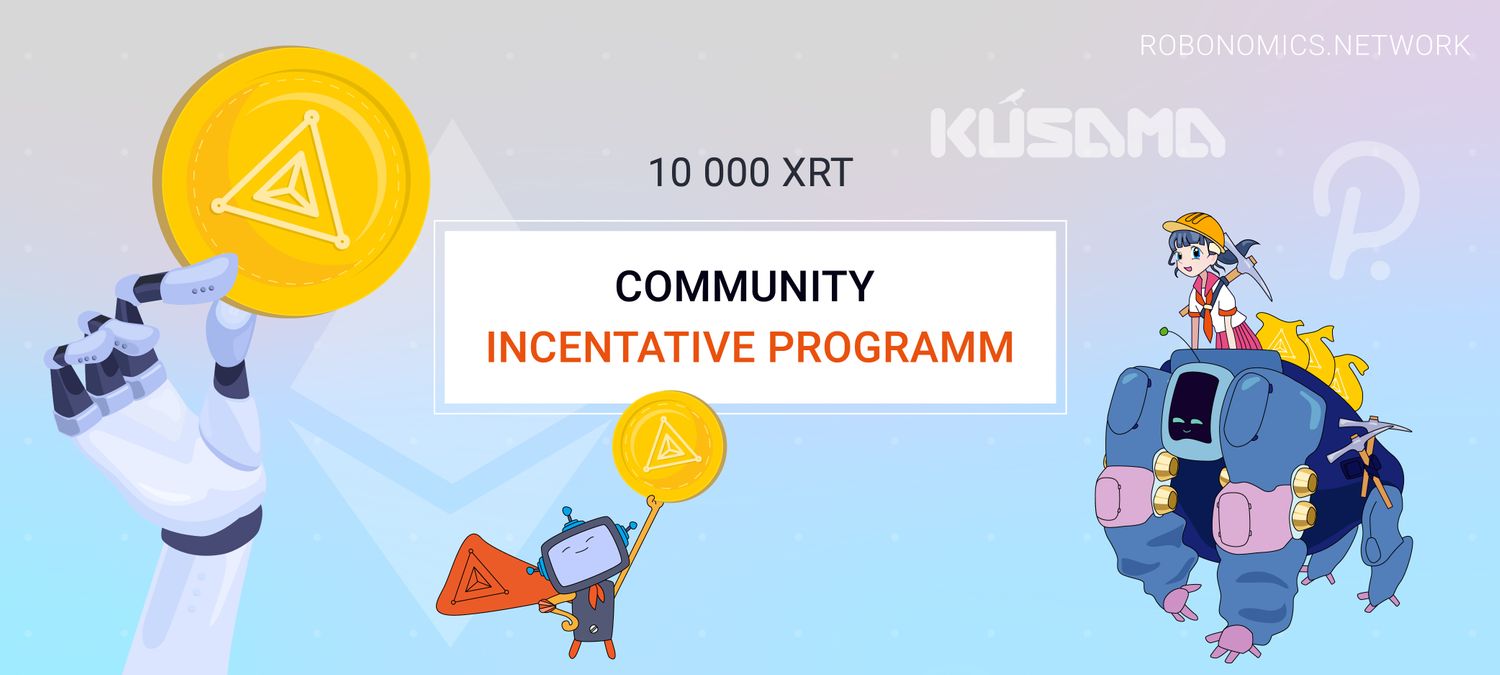 ROBONOMICS.NETWORK
KUSAMA
10 000 XRT
COMMUNITY
INCENTATIVE PROGRAMM